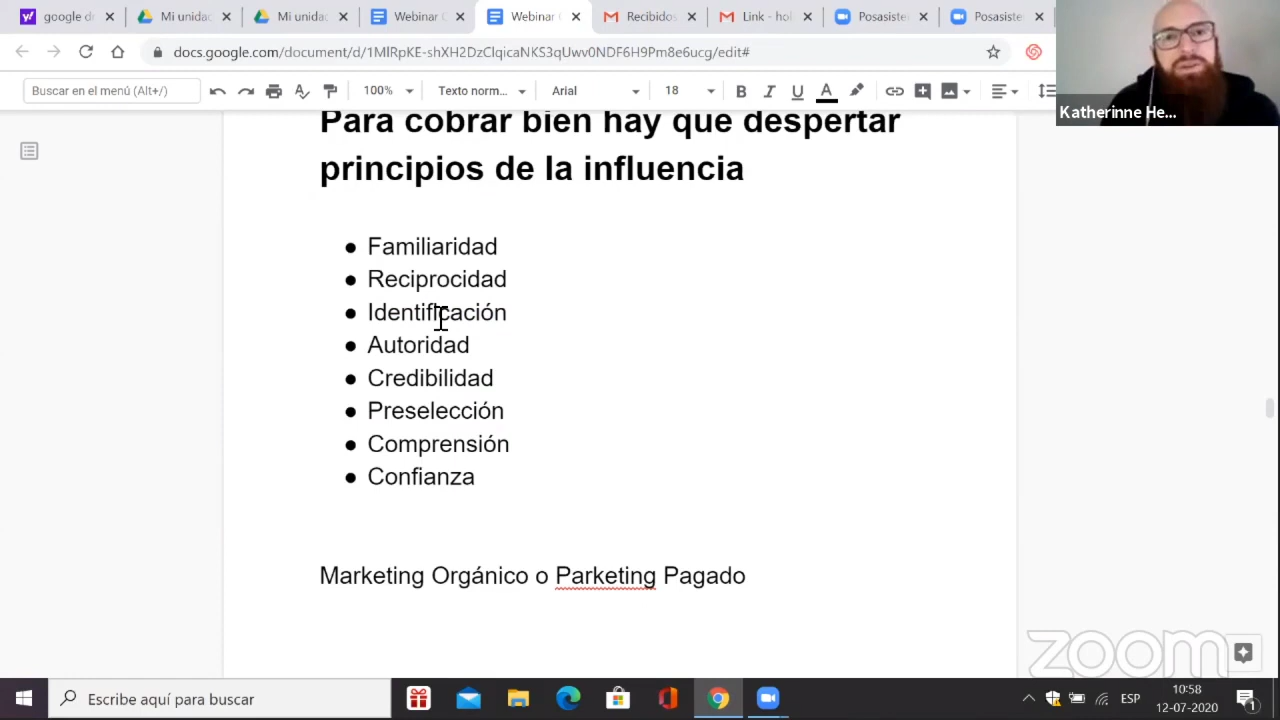 google d
Mi unidad
Mi unidad
Webinar
Webinar
Recibidos
Link - hol
Posasiste
Posasiste
docs.google.com/document/d/1MlRpKE-shXH2DzClqicaNKS3qUwv0NDF6H9Pm8e6ucg/edit#
Buscar en el menú (Alt+/)
100%
Texto norm...
Arial
18
Katherinne He...
Para cobrar bien hay que despertar
principios de la influencia
● Familiaridad
● Reciprocidad
● Identificación
● Autoridad
● Credibilidad
● Preselección
● Comprensión
● Confianza
Marketing Orgánico o Parketing Pagado
zoom
Escribe aquí para buscar
ESP
10:58
12-07-2020
1